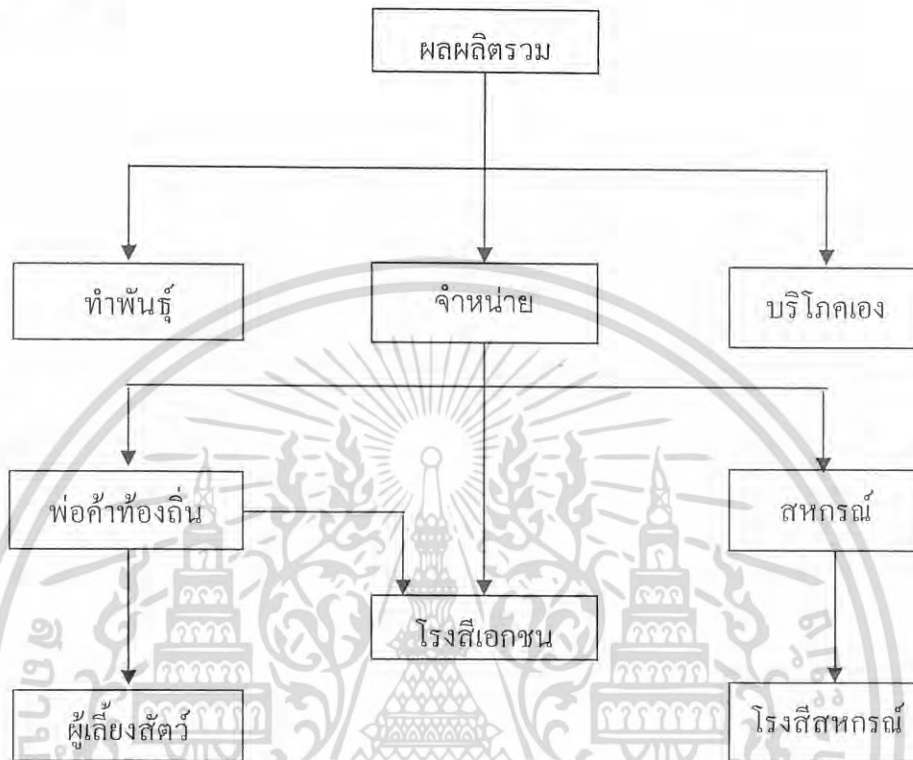 ผลผลิตรวม
ทำพันธุ์
จำหน่าย
บริโภคเอง
พ่อค้าท้องถิ่น
สหกรณ์
โรงสีเอกชน
ผู้เลี้ยงสัตว์
โรงสีสหกรณ์